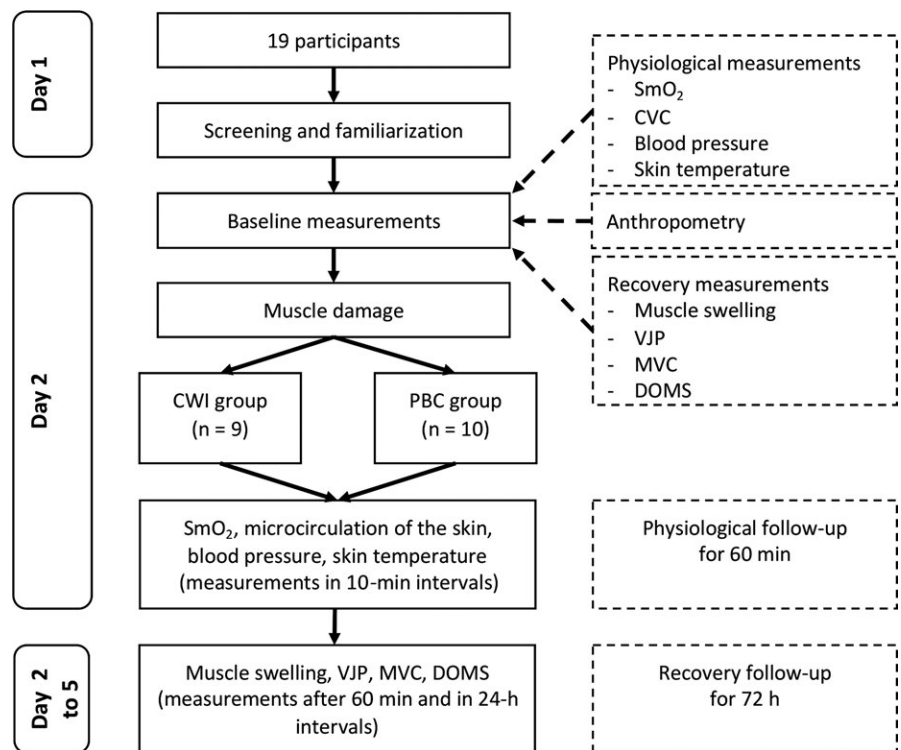 Day 1
19 participants
Screening and familiarization
Physiological measurements
- SmO₂
- CVC
- Blood pressure
- Skin temperature
Day 2
Baseline measurements
Anthropometry
Recovery measurements
- Muscle swelling
- VJP
- MVC
- DOMS
Muscle damage
CWI group
(n = 9)
PBC group
(n = 10)
SmO₂, microcirculation of the skin,
blood pressure, skin temperature
(measurements in 10-min intervals)
Physiological follow-up
for 60 min
Day 2
to 5
Muscle swelling, VJP, MVC, DOMS
(measurements after 60 min and in 24-h
intervals)
Recovery follow-up
for 72 h